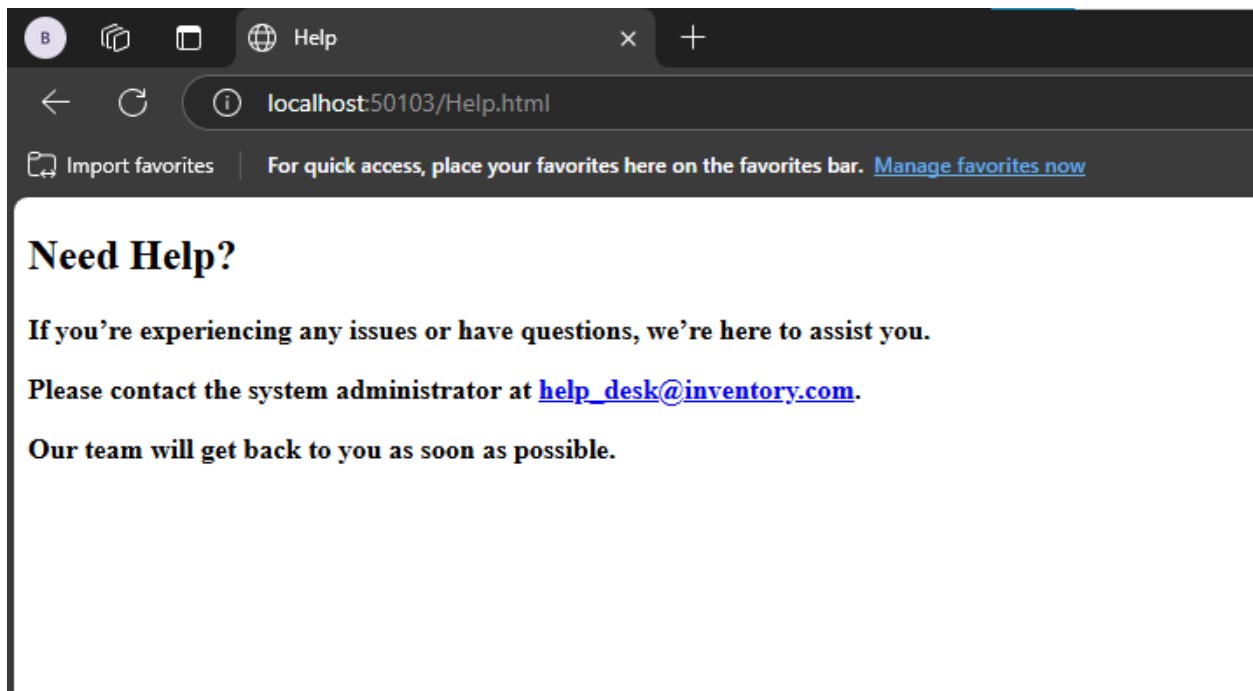 B
Help
localhost:50103/Help.html
Import favorites
For quick access, place your favorites here on the favorites bar. Manage favorites now
Need Help?
If you’re experiencing any issues or have questions, we’re here to assist you.
Please contact the system administrator at help_desk@inventory.com.
Our team will get back to you as soon as possible.